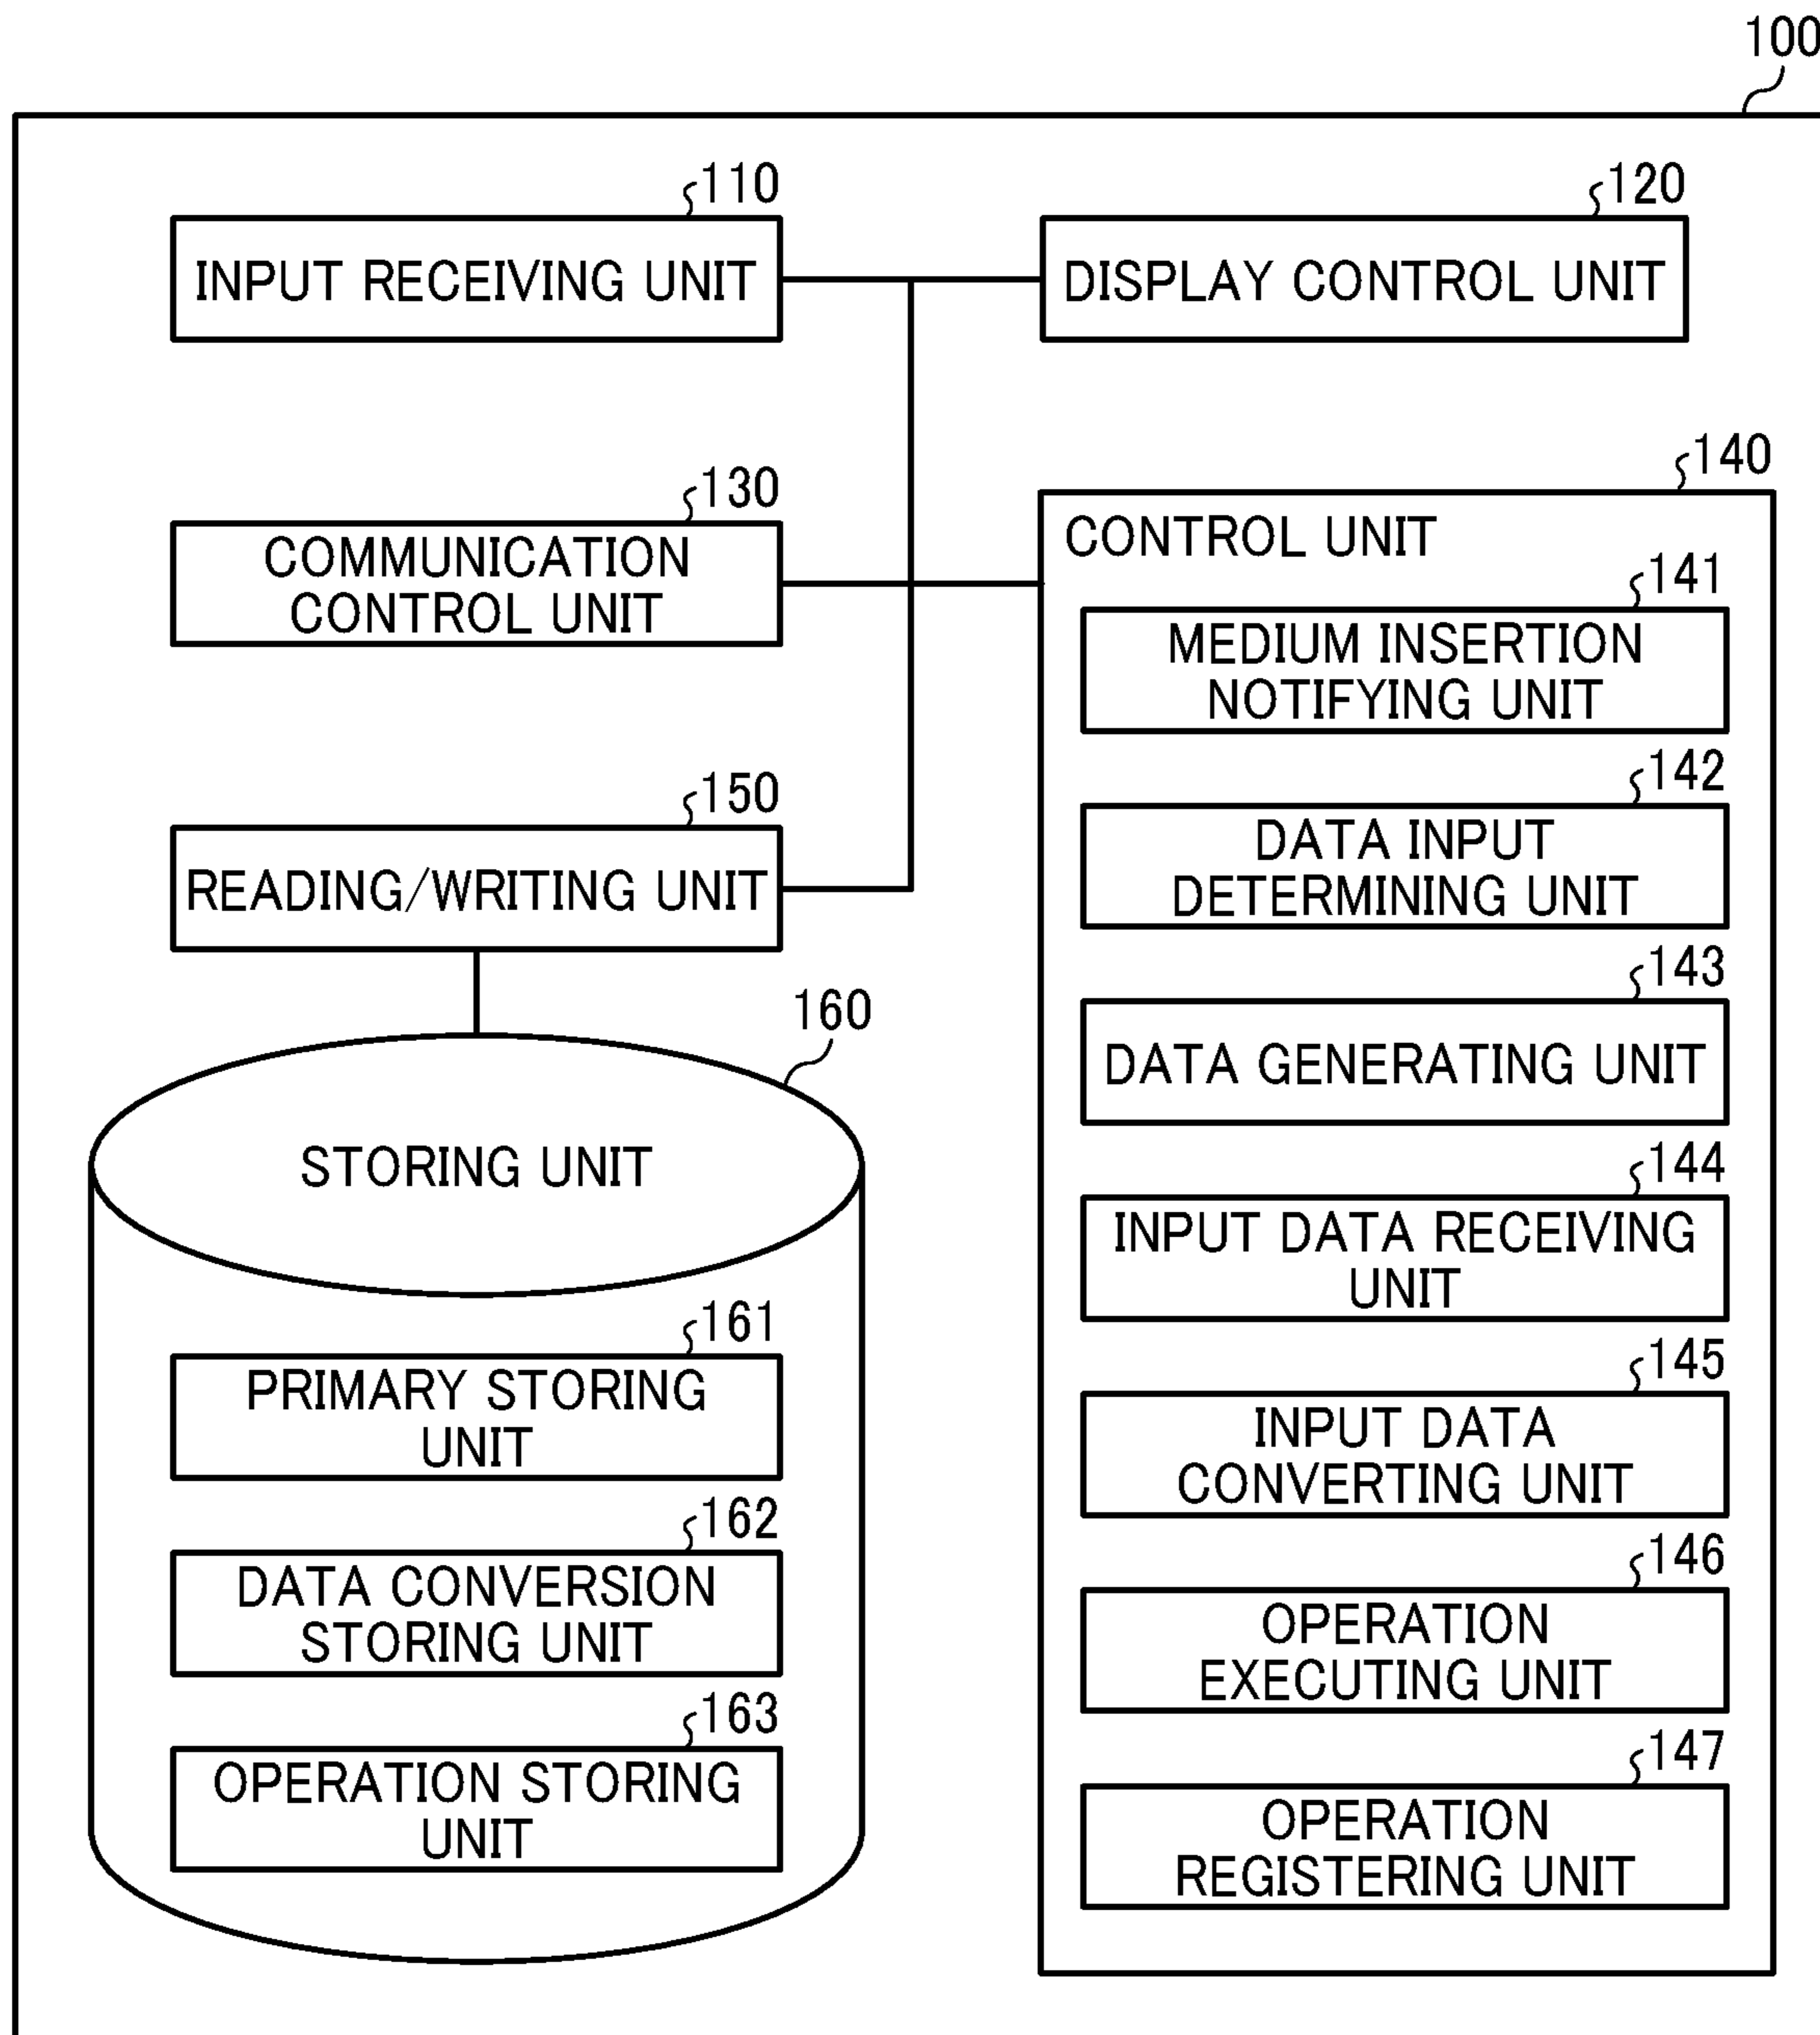 100
110
INPUT RECEIVING UNIT
120
DISPLAY CONTROL UNIT
130
COMMUNICATION
CONTROL UNIT
140
CONTROL UNIT
141
MEDIUM INSERTION
NOTIFYING UNIT
142
DATA INPUT
DETERMINING UNIT
143
DATA GENERATING UNIT
144
INPUT DATA RECEIVING
UNIT
145
INPUT DATA
CONVERTING UNIT
146
OPERATION
EXECUTING UNIT
147
OPERATION
REGISTERING UNIT
150
READING/WRITING UNIT
160
STORING UNIT
161
PRIMARY STORING
UNIT
162
DATA CONVERSION
STORING UNIT
163
OPERATION STORING
UNIT